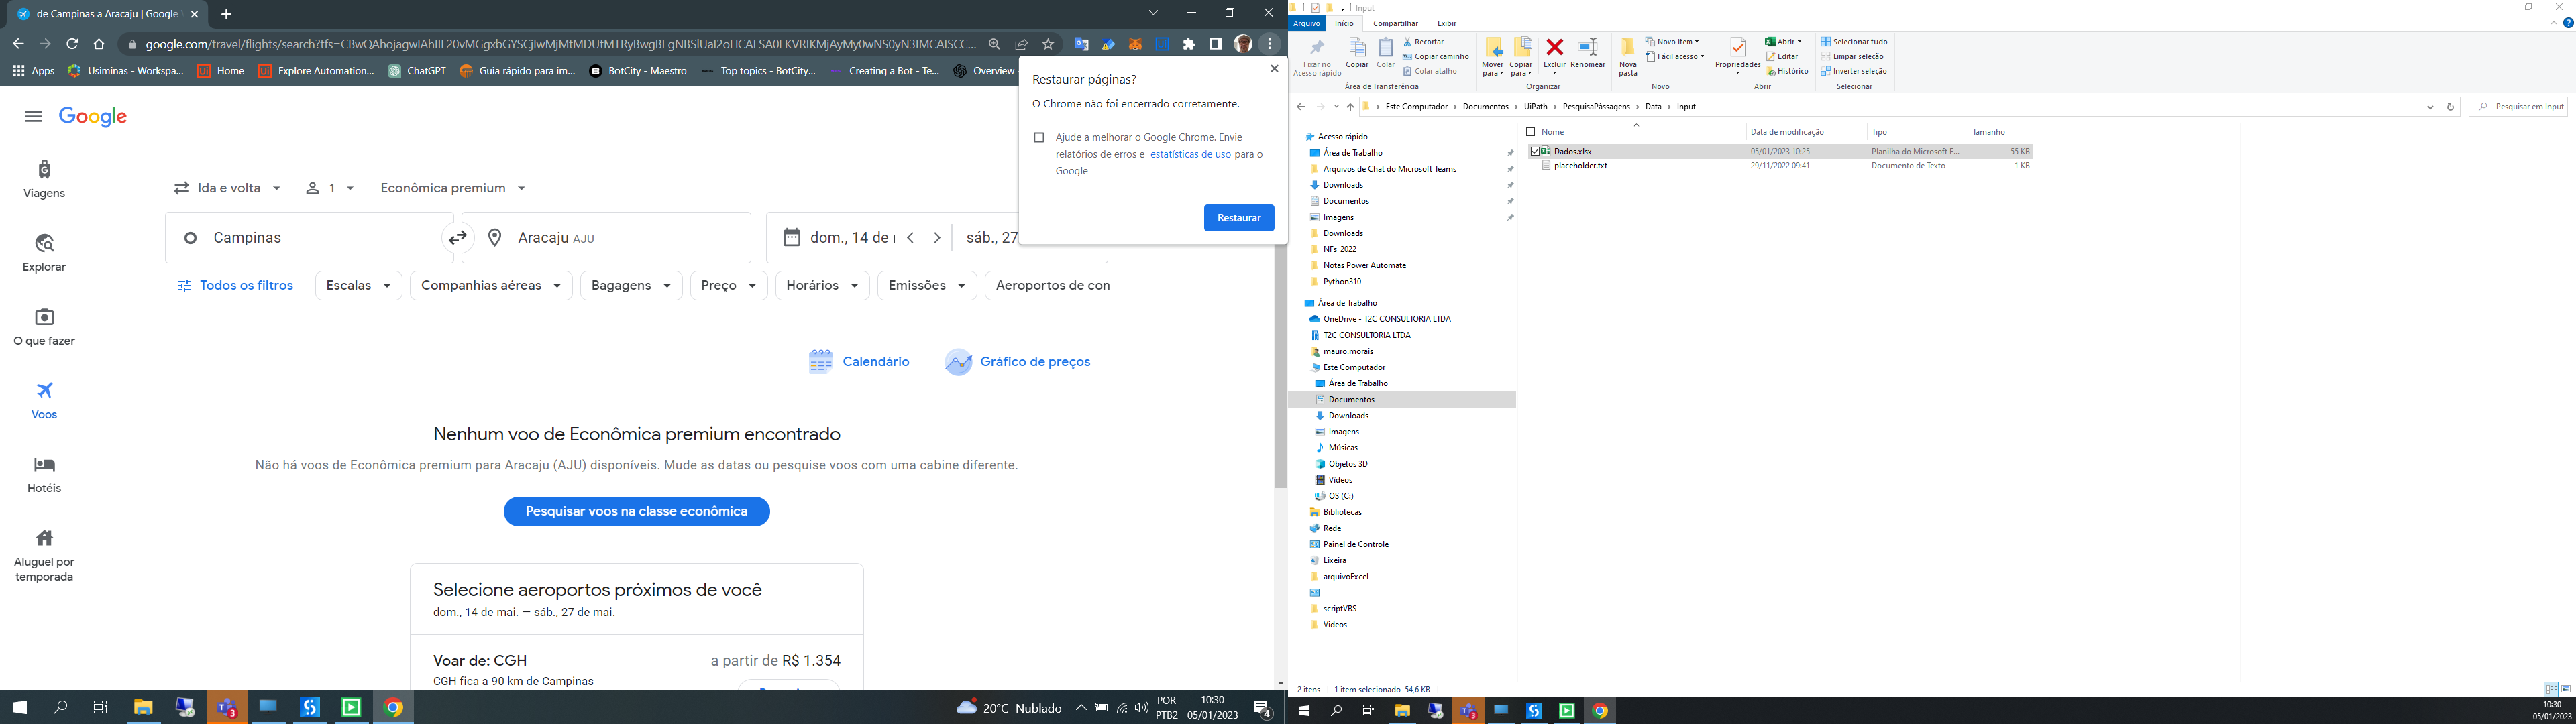 de Campinas a Aracaju | Google
google.com/travel/flights/search?tfs=
Apps
Usiminas - Workspa...
Home
Explore Automation...
ChatGPT
Guia rápido para im...
BotCity - Maestro
Top topics - BotCity...
Creating a Bot - Te...
Overview
Restaurar páginas?
O Chrome não foi encerrado corretamente.
Ajude a melhorar o Google Chrome. Envie
relatórios de erros e estatísticas de uso para o
Google
Restaurar
Google
Viagens
Explorar
O que fazer
Voos
Hotéis
Aluguel por
temporada
Ida e volta
1
Econômica premium
Campinas
Aracaju AJU
dom., 14 de
sáb., 27
Todos os filtros
Escalas
Companhias aéreas
Bagagens
Preço
Horários
Emissões
Aeroportos de con
Calendário
Gráfico de preços
Nenhum voo de Econômica premium encontrado
Não há voos de Econômica premium para Aracaju (AJU) disponíveis. Mude as datas ou pesquise voos com uma cabine diferente.
Pesquisar voos na classe econômica
Selecione aeroportos próximos de você
dom., 14 de mai. — sáb., 27 de mai.
Voar de: CGH
a partir de R$ 1.354
CGH fica a 90 km de Campinas
3
20°C Nublado
POR
PTB2
10:30
05/01/2023
4
Input
Arquivo
Início
Compartilhar
Exibir
Fixar no
Acesso rápido
Copiar
Colar
Recortar
Copiar caminho
Colar atalho
Área de Transferência
Mover
para
Copiar
para
Excluir
Renomear
Organizar
Nova
pasta
Novo item
Fácil acesso
Novo
Propriedades
Abrir
Editar
Histórico
Abrir
Selecionar tudo
Limpar seleção
Inverter seleção
Selecionar
Este Computador
Documentos
UiPath
PesquisaPàssagens
Data
Input
Pesquisar em Input
Nome
Data de modificação
Tipo
Tamanho
Dados.xlsx
05/01/2023 10:25
Planilha do Microsoft E...
55 KB
placeholder.txt
29/11/2022 09:41
Documento de Texto
1 KB
Acesso rápido
Área de Trabalho
Arquivos de Chat do Microsoft Teams
Downloads
Documentos
Imagens
Downloads
NFs_2022
Notas Power Automate
Python310
Área de Trabalho
OneDrive - T2C CONSULTORIA LTDA
T2C CONSULTORIA LTDA
mauro.morais
Este Computador
Área de Trabalho
Documentos
Downloads
Imagens
Músicas
Objetos 3D
Vídeos
OS (C:)
Bibliotecas
Rede
Painel de Controle
Lixeira
arquivoExcel
scriptVBS
Videos
2 itens
1 item selecionado 54,6 KB
3
10:30
05/01/2023